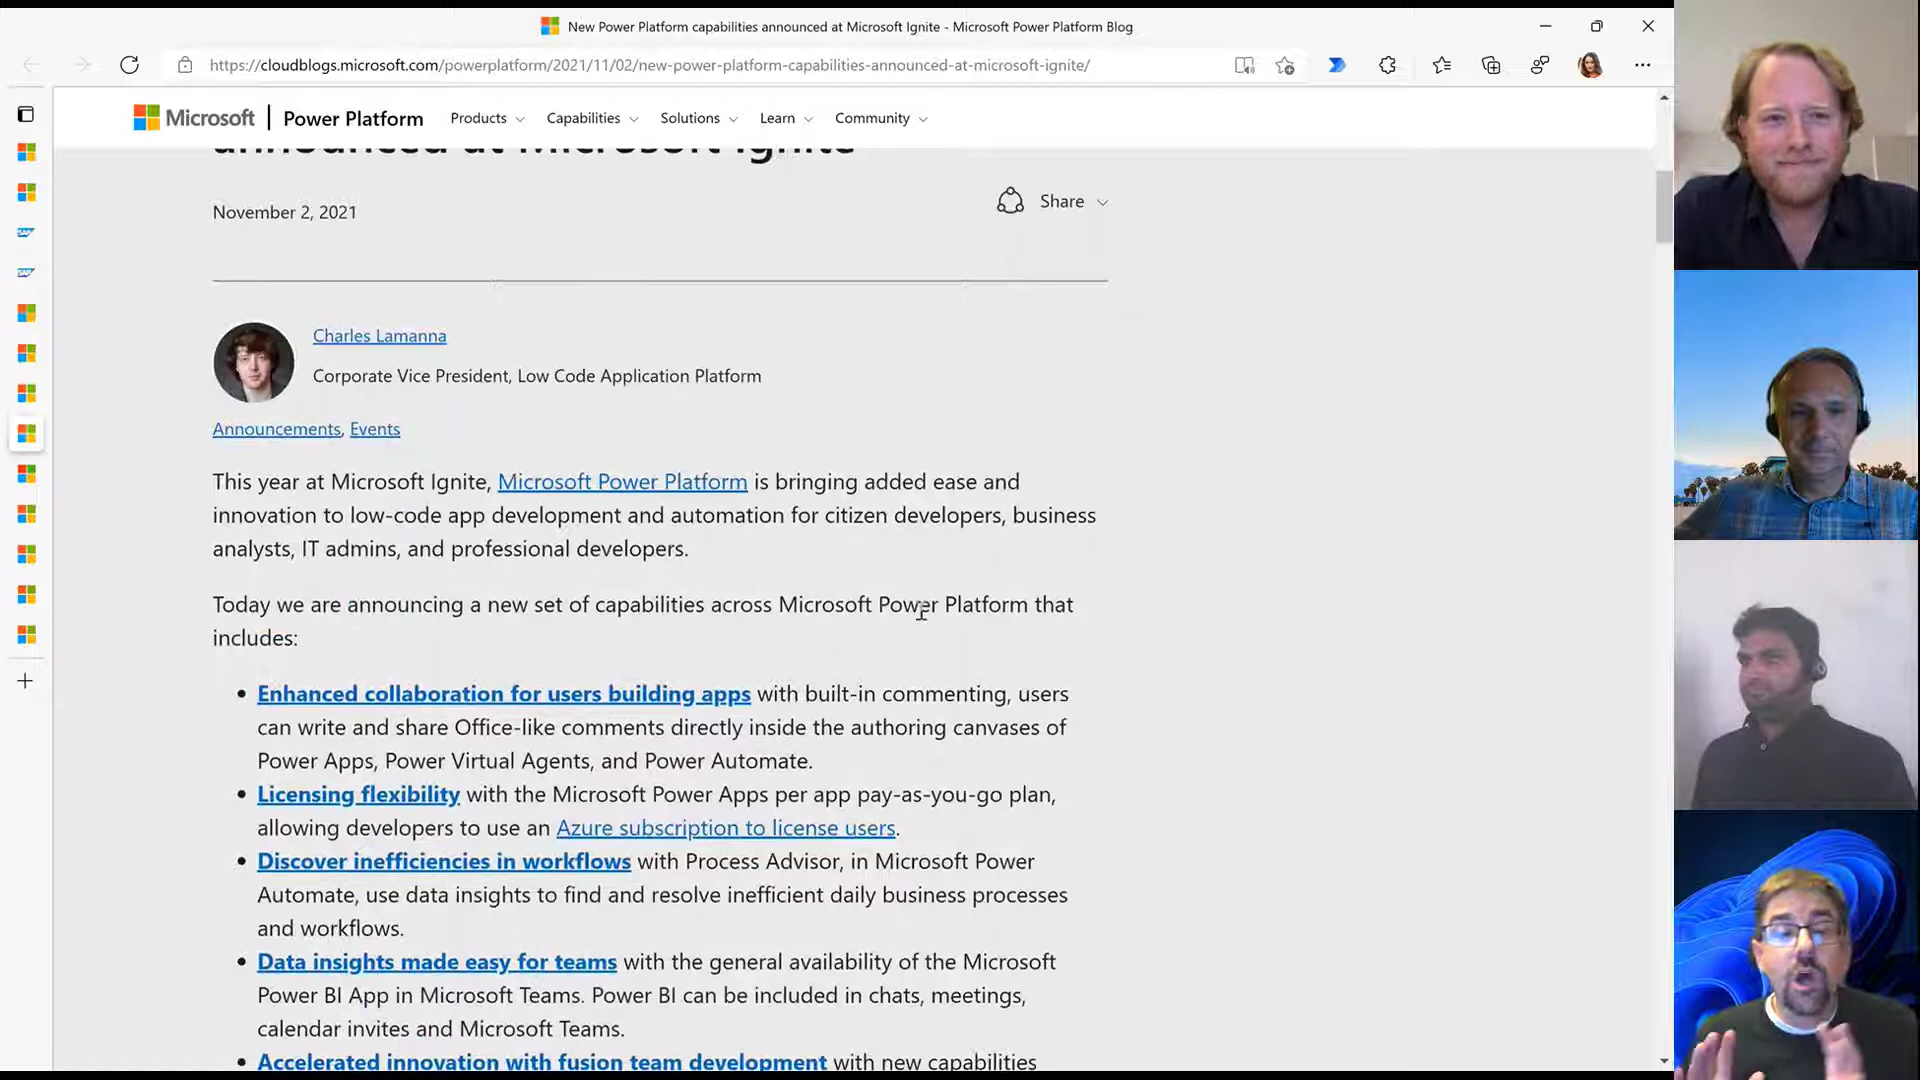 New Power Platform capabilities announced at Microsoft Ignite - Microsoft Power Platform Blog
https://cloudblogs.microsoft.com/powerplatform/2021/11/02/new-power-platform-capabilities-announced-at-microsoft-ignite/
Microsoft | Power Platform Products Capabilities Solutions Learn Community
announced at Microsoft Ignite
November 2, 2021
Share
Charles Lamanna
Corporate Vice President, Low Code Application Platform
Announcements, Events
This year at Microsoft Ignite, Microsoft Power Platform is bringing added ease and
innovation to low-code app development and automation for citizen developers, business
analysts, IT admins, and professional developers.
Today we are announcing a new set of capabilities across Microsoft Power Platform that
includes:
• Enhanced collaboration for users building apps with built-in commenting, users
can write and share Office-like comments directly inside the authoring canvases of
Power Apps, Power Virtual Agents, and Power Automate.
• Licensing flexibility with the Microsoft Power Apps per app pay-as-you-go plan,
allowing developers to use an Azure subscription to license users.
• Discover inefficiencies in workflows with Process Advisor, in Microsoft Power
Automate, use data insights to find and resolve inefficient daily business processes
and workflows.
• Data insights made easy for teams with the general availability of the Microsoft
Power BI App in Microsoft Teams. Power BI can be included in chats, meetings,
calendar invites and Microsoft Teams.
• Accelerated innovation with fusion team development with new capabilities
SAP
SAP